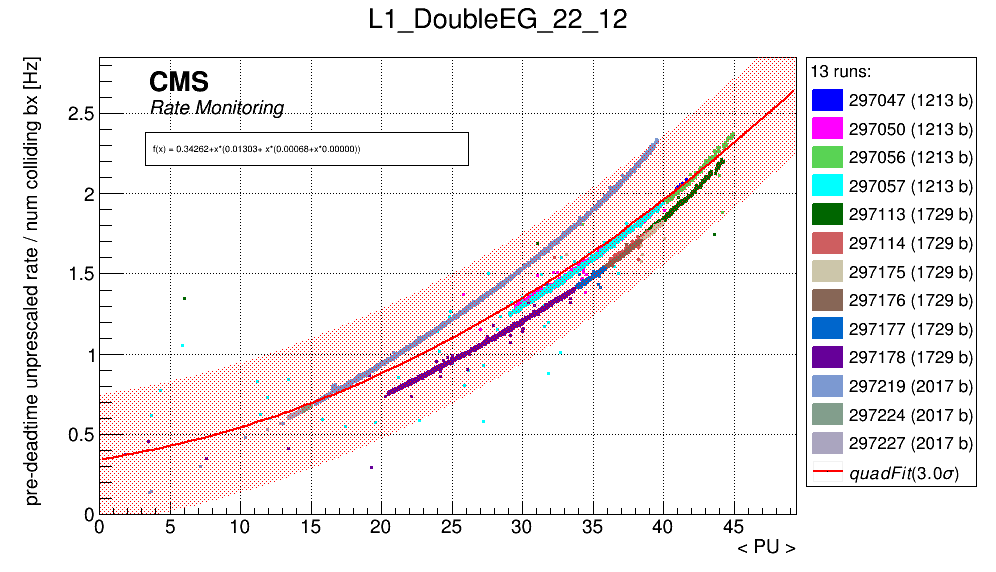 L1_DoubleEG_22_12
pre-deadtime unprescaled rate / num colliding bx [Hz]
CMS
Rate Monitoring
f(x) = 0.34262+x*(0.01303+ x*(0.00068+x*0.00000))
2.5
2
1.5
1
0.5
0
0 5 10 15 20 25 30 35 40 45
< PU >
13 runs:
297047 (1213 b)
297050 (1213 b)
297056 (1213 b)
297057 (1213 b)
297113 (1729 b)
297114 (1729 b)
297175 (1729 b)
297176 (1729 b)
297177 (1729 b)
297178 (1729 b)
297219 (2017 b)
297224 (2017 b)
297227 (2017 b)
quadFit(3.0σ)